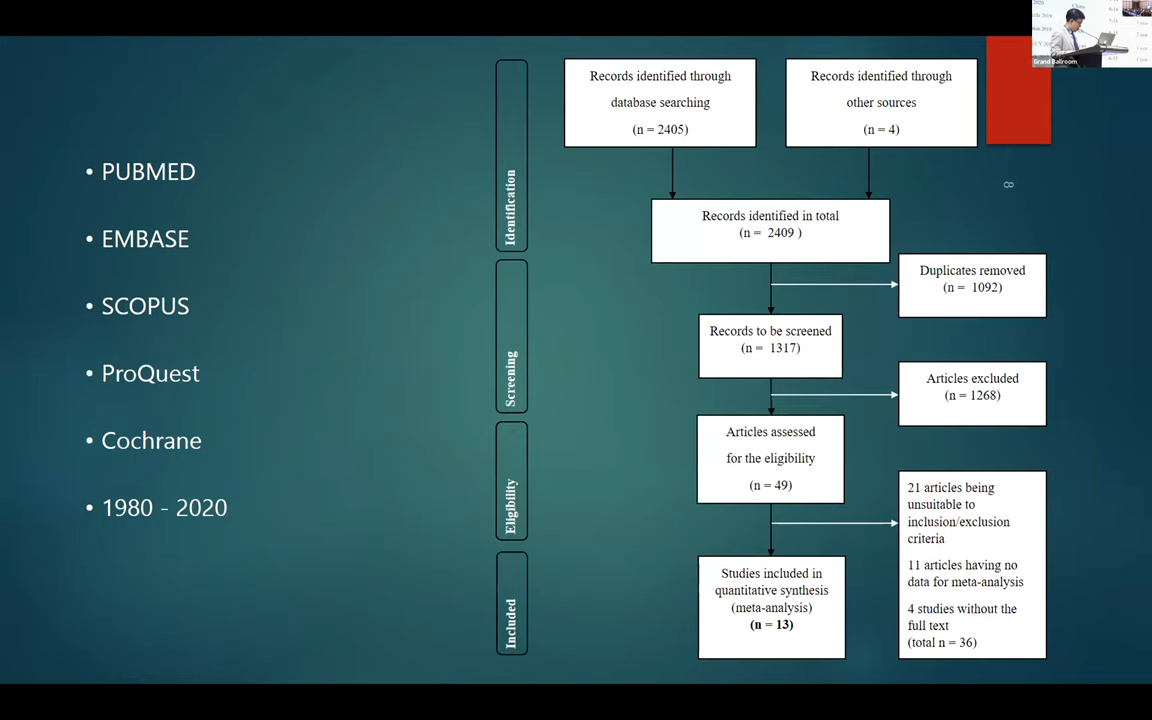 • PUBMED
• EMBASE
• SCOPUS
• ProQuest
• Cochrane
• 1980 - 2020
Identification
Screening
Eligibility
Included
Records identified through
database searching
(n = 2405)
Records identified through
other sources
(n = 4)
Records identified in total
(n = 2409 )
Duplicates removed
(n = 1092)
Records to be screened
(n = 1317)
Articles excluded
(n = 1268)
Articles assessed
for the eligibility
(n = 49)
21 articles being
unsuitable to
inclusion/exclusion
criteria
11 articles having no
data for meta-analysis
4 studies without the
full text
(total n = 36)
Studies included in
quantitative synthesis
(meta-analysis)
(n = 13)
8
China
Grand Ballroom